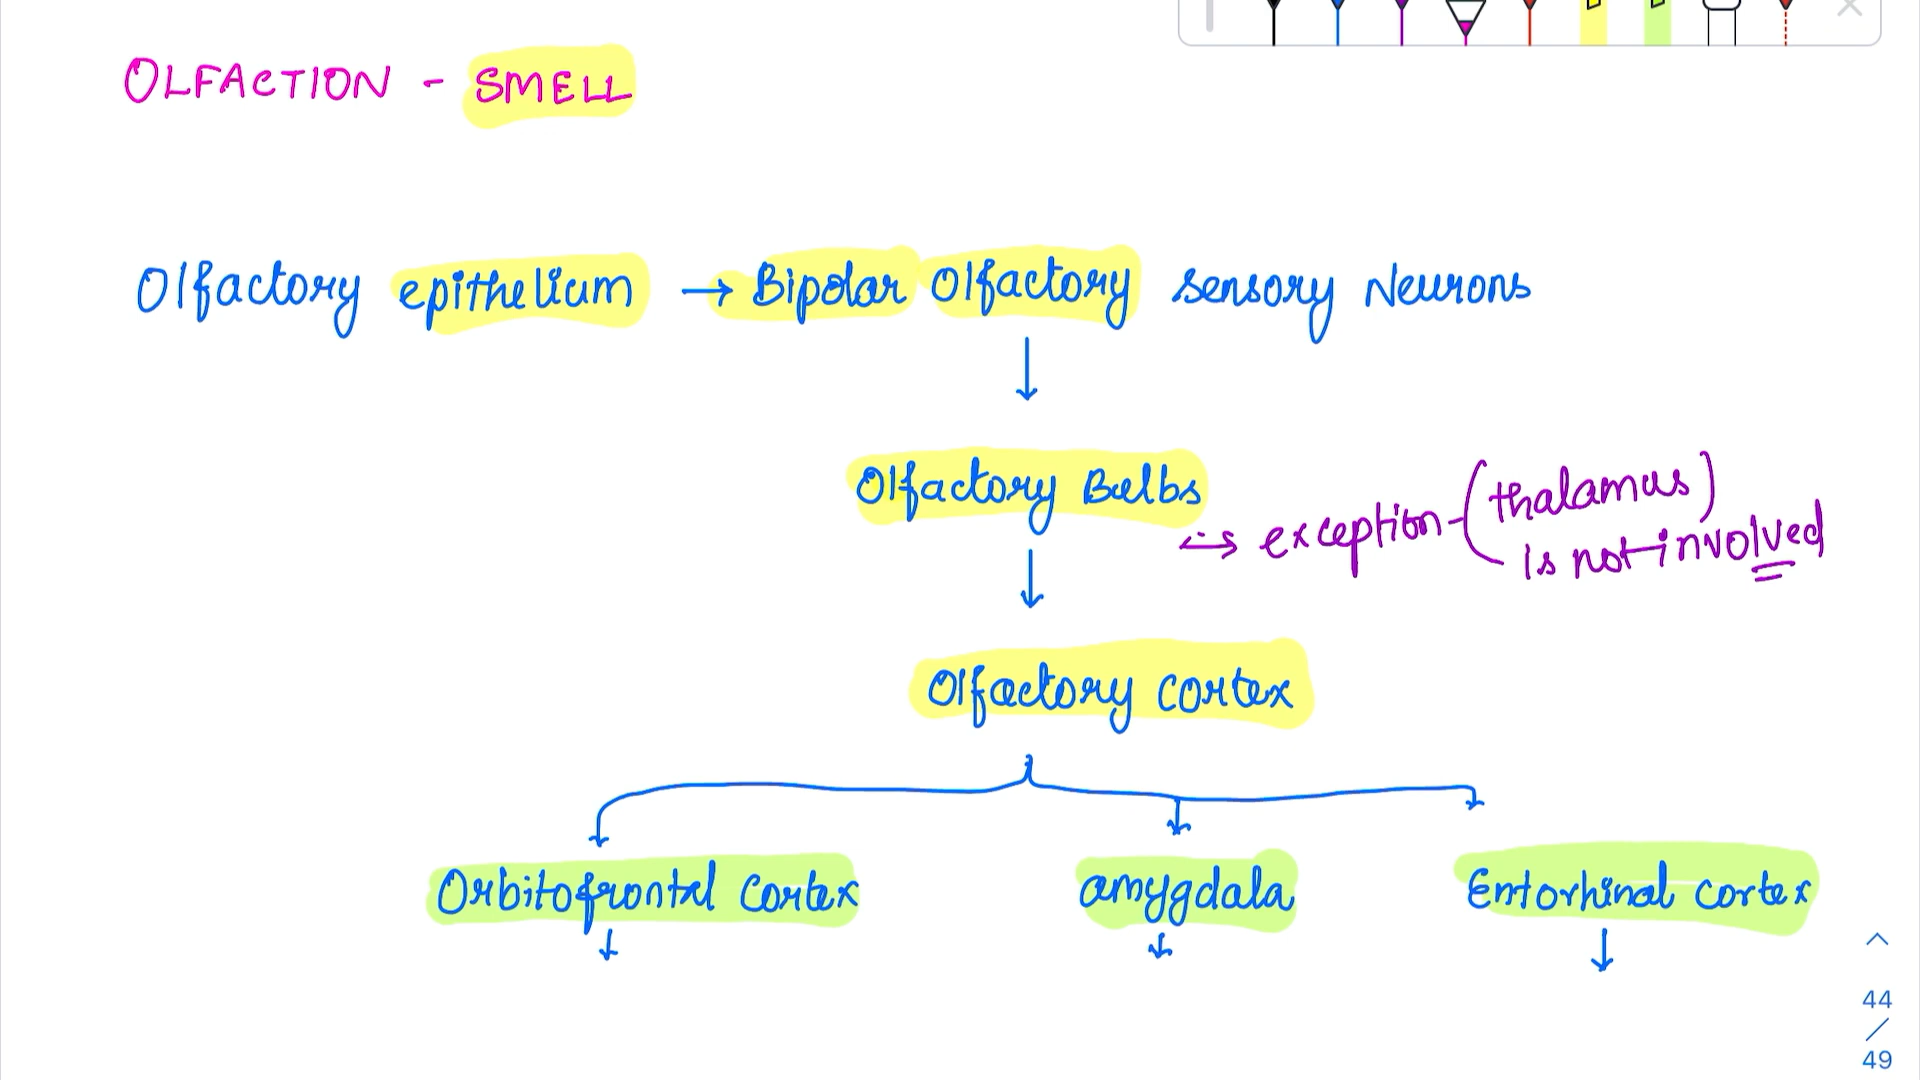 OLFACTION - SMELL
Olfactory epithelium → Bipolar Olfactory sensory Neurons
Olfactory Bulbs
→ exception - (thalamus)
is not involved
Olfactory cortex
Orbitofrontal Cortex amygdala Entorhinal cortex
44
/
49